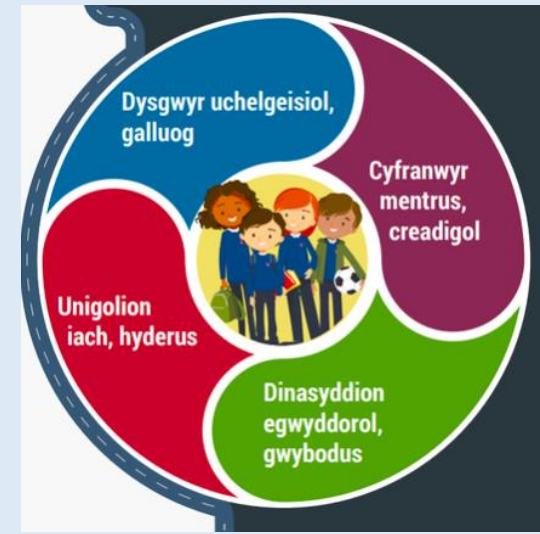 Dysgwyr uchelgeisiol,
galluog
Cyfranwyr
mentrus,
creadigol
Unigolion
iach, hyderus
Dinasyddion
egwyddorol,
gwybodus